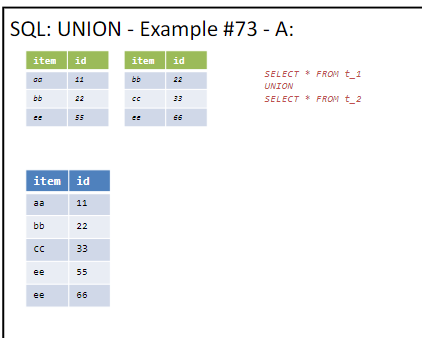 SQL: UNION - Example #73 - A:
item id item id
aa 11 bb 22
bb 22 cc 33
ee 55 ee 66
SELECT * FROM t_1
UNION
SELECT * FROM t_2
item id
aa 11
bb 22
cc 33
ee 55
ee 66